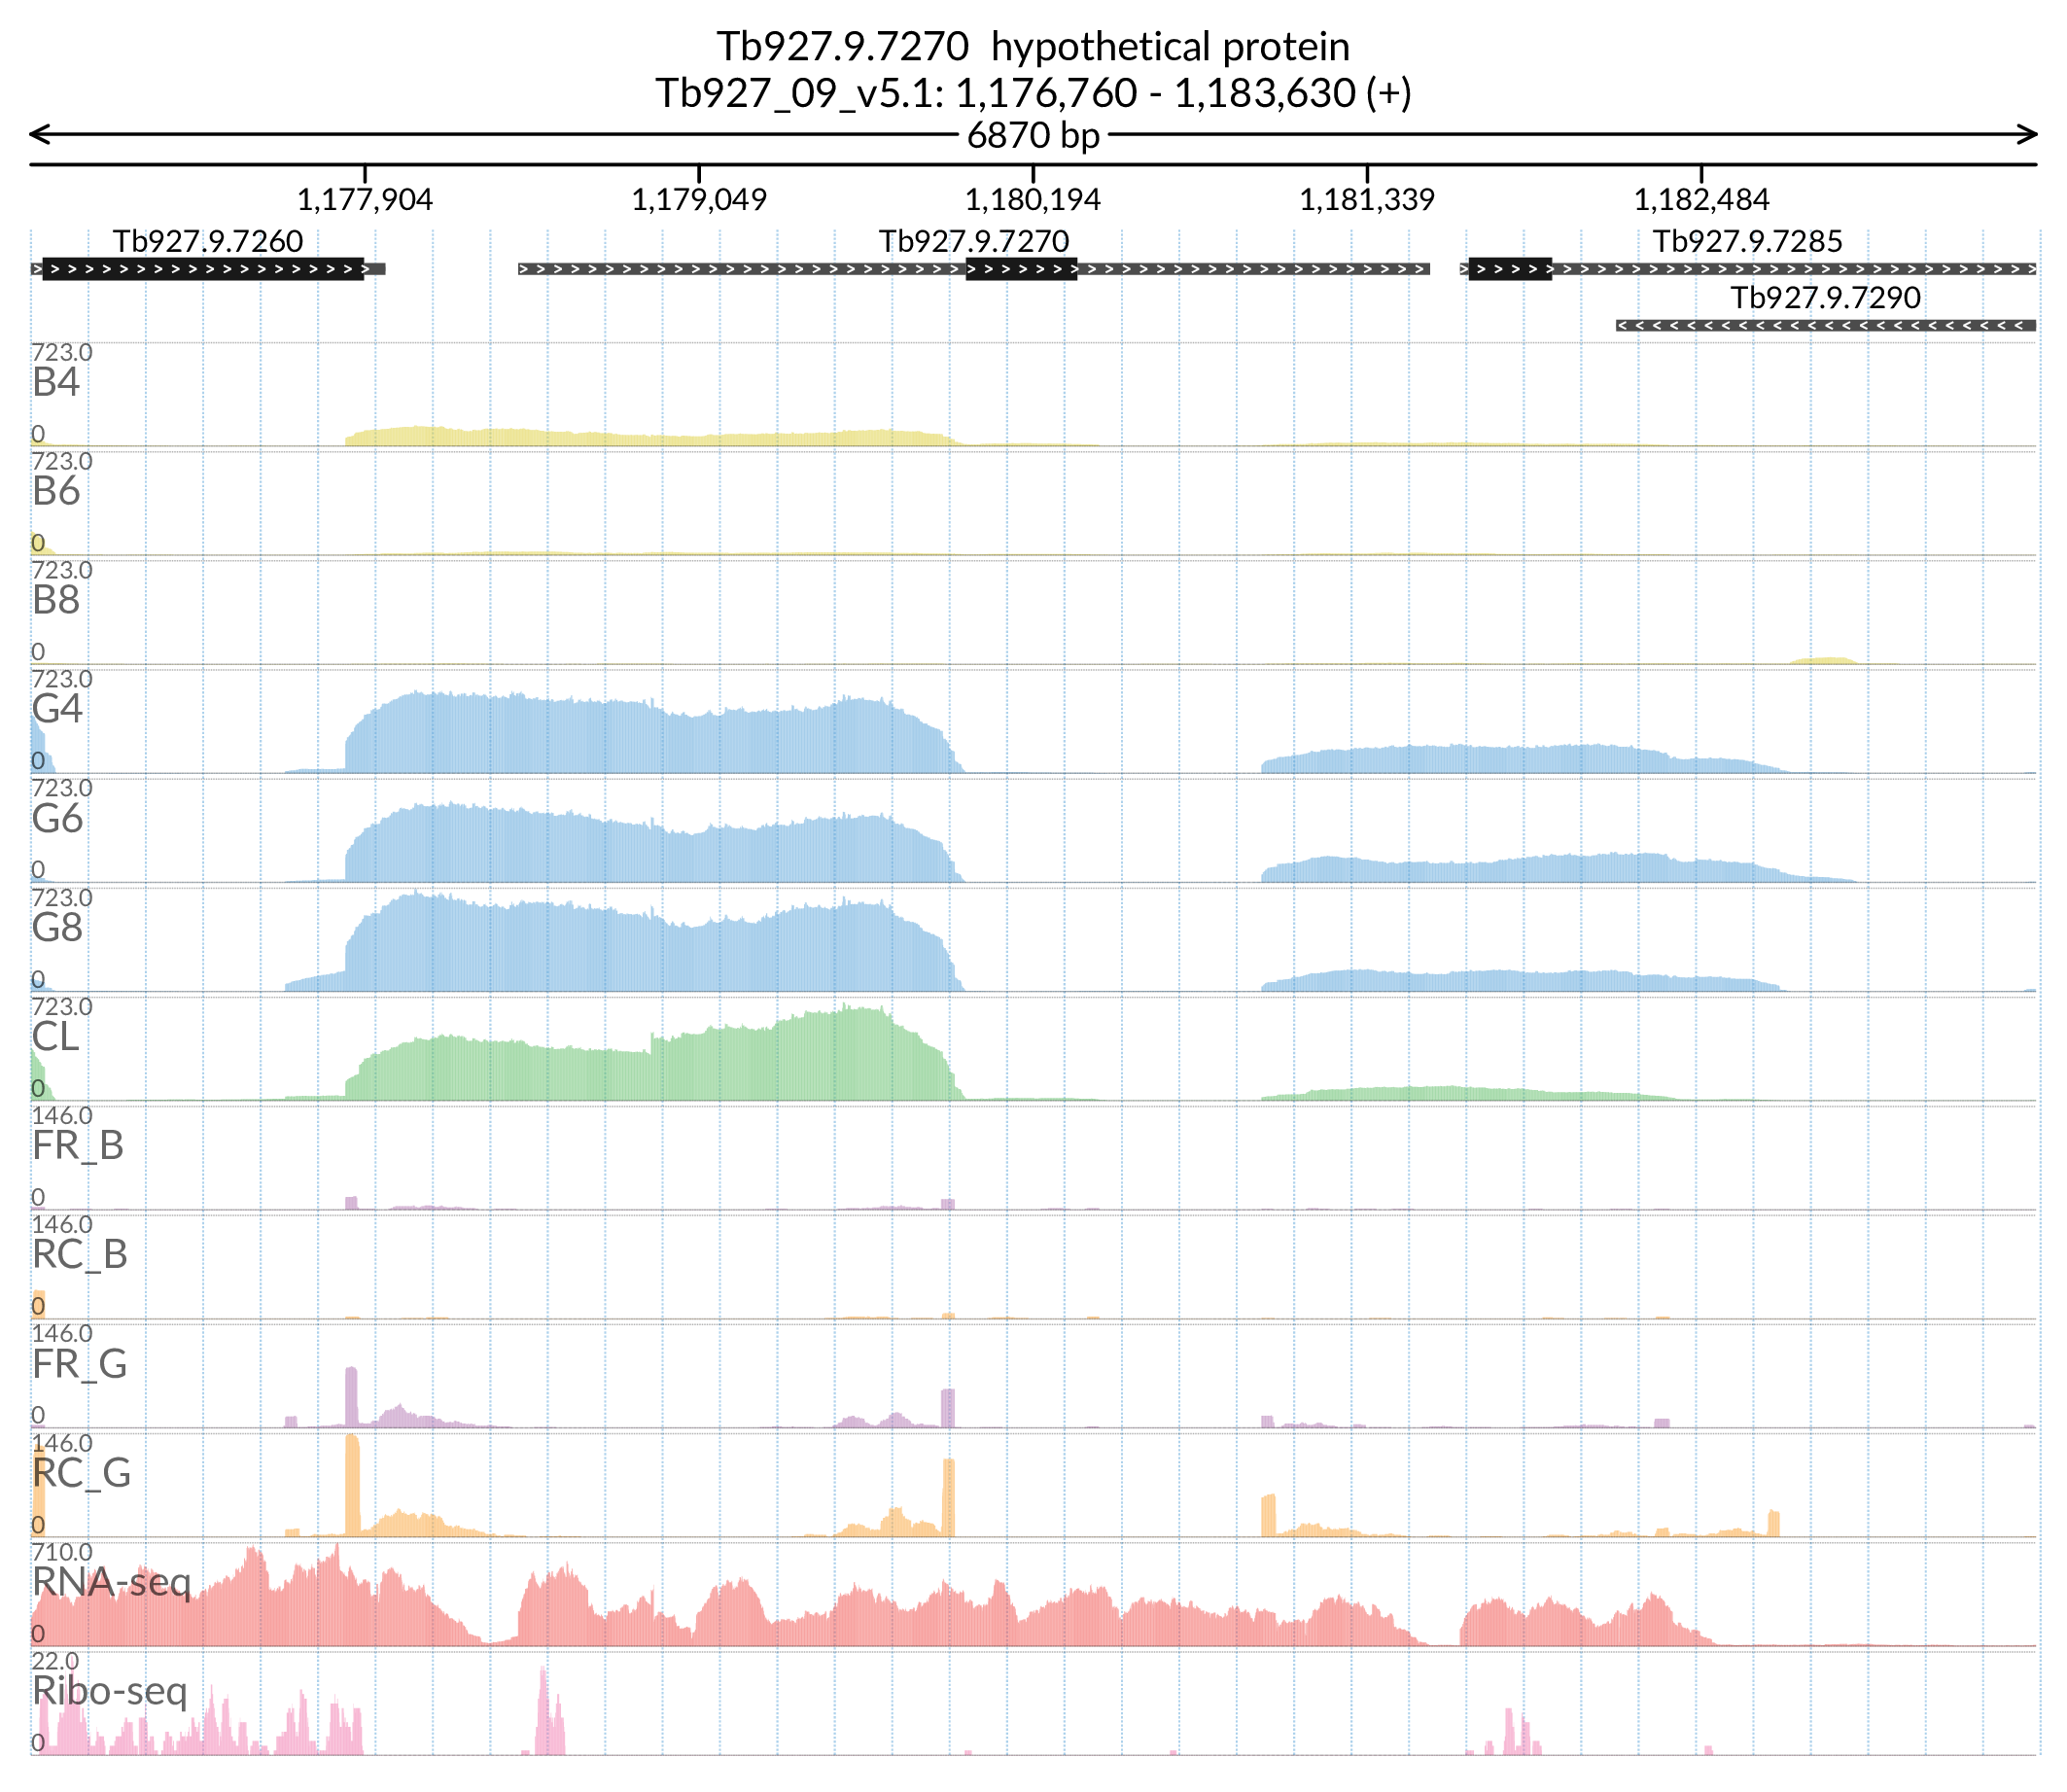 Tb927.9.7270 hypothetical protein
Tb927_09_v5.1: 1,176,760 - 1,183,630 (+)
6870 bp
1,177,904 1,179,049 1,180,194 1,181,339 1,182,484
Tb927.9.7260 Tb927.9.7270 Tb927.9.7285
Tb927.9.7290
723.0
B4
0
723.0
B6
0
723.0
B8
0
723.0
G4
0
723.0
G6
0
723.0
G8
0
723.0
CL
0
146.0
FR_B
0
146.0
RC_B
0
146.0
FR_G
0
146.0
RC_G
0
710.0
RNA-seq
0
22.0
Ribo-seq
0